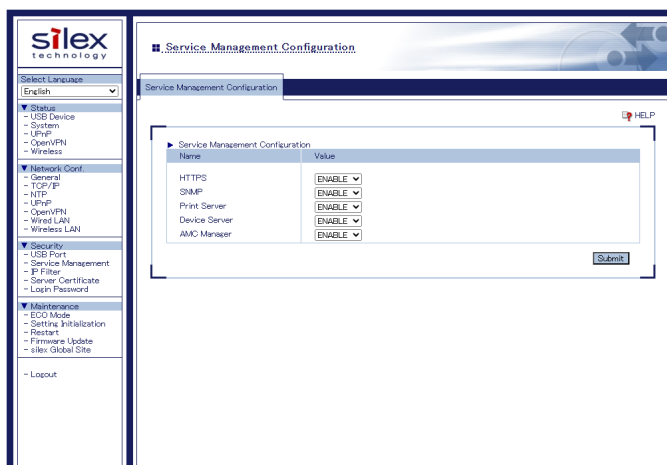 silex
technology
Select Language
English
▼ Status
- USB Device
- System
- UPnP
- OpenVPN
- Wireless
▼ Network Conf.
- General
- TCP/IP
- NTP
- UPnP
- OpenVPN
- Wired LAN
- Wireless LAN
▼ Security
- USB Port
- Service Management
- IP Filter
- Server Certificate
- Login Password
▼ Maintenance
- ECO Mode
- Setting Initialization
- Restart
- Firmware Update
- silex Global Site
- Logout
Service Management Configuration
Service Management Configuration
HELP
Service Management Configuration
Name Value
HTTPS ENABLE
SNMP ENABLE
Print Server ENABLE
Device Server ENABLE
AMC Manager ENABLE
Submit